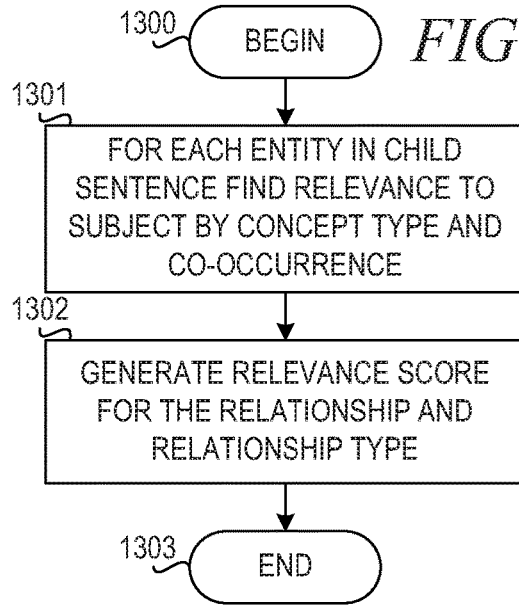 1300
BEGIN
FIG
1301
FOR EACH ENTITY IN CHILD
SENTENCE FIND RELEVANCE TO
SUBJECT BY CONCEPT TYPE AND
CO-OCCURRENCE
1302
GENERATE RELEVANCE SCORE
FOR THE RELATIONSHIP AND
RELATIONSHIP TYPE
1303
END